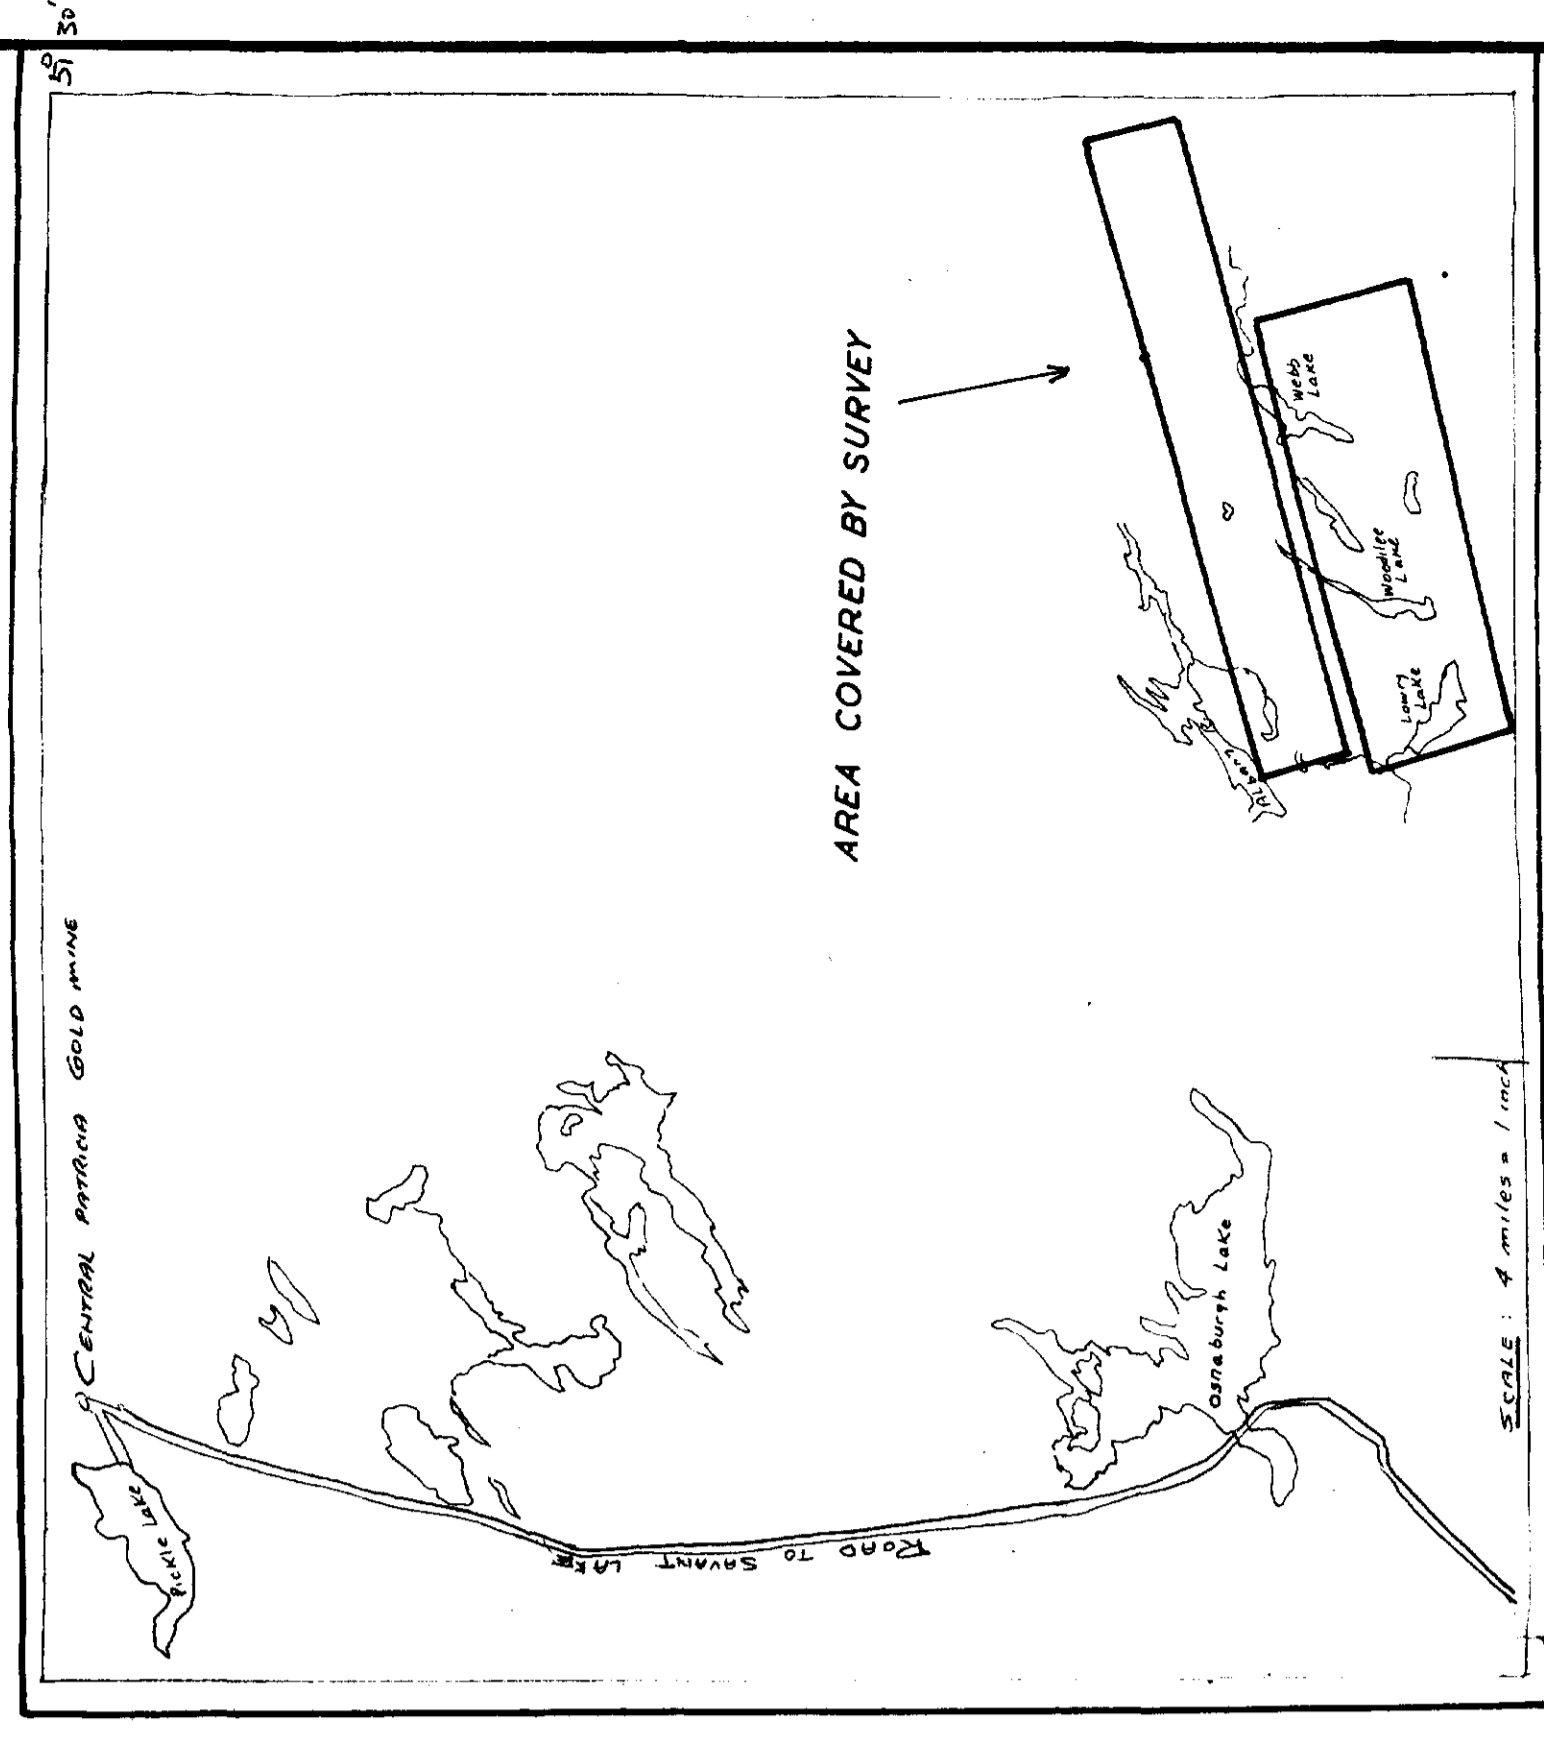 51° 30'
CENTRAL PATRICIA GOLD MINE
Pickle Lake
ROAD TO SAVANT LAKE
AREA COVERED BY SURVEY
Webb
Lake
Woodilee
Lake
Lowry
Lake
Albany
Osnaburgh Lake
SCALE : 4 miles = 1 inch